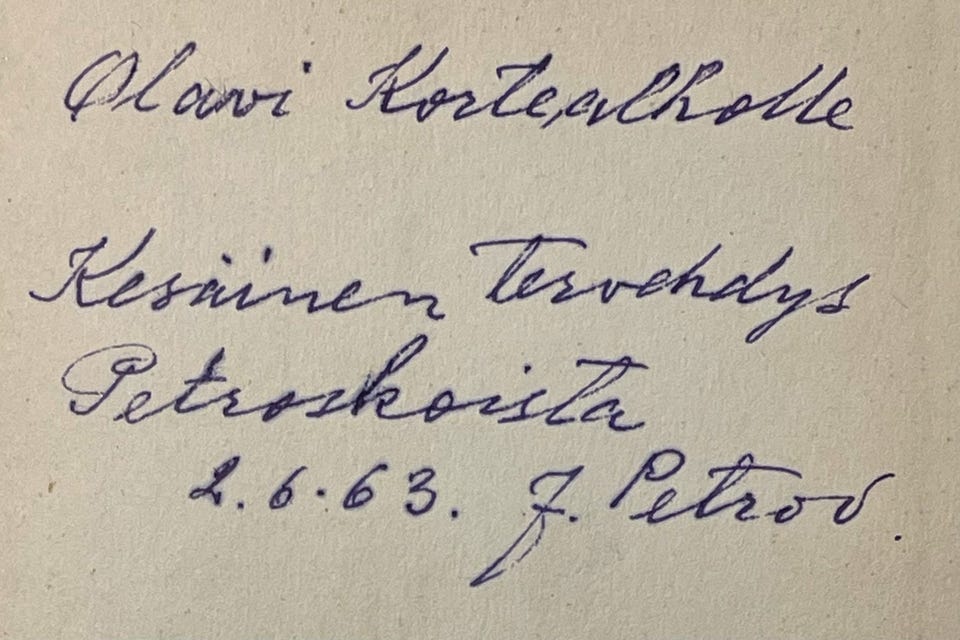 Olavi Kortealholle
Kesäinen tervehdys
Petroskoista
2.6.63. J. Petrov.